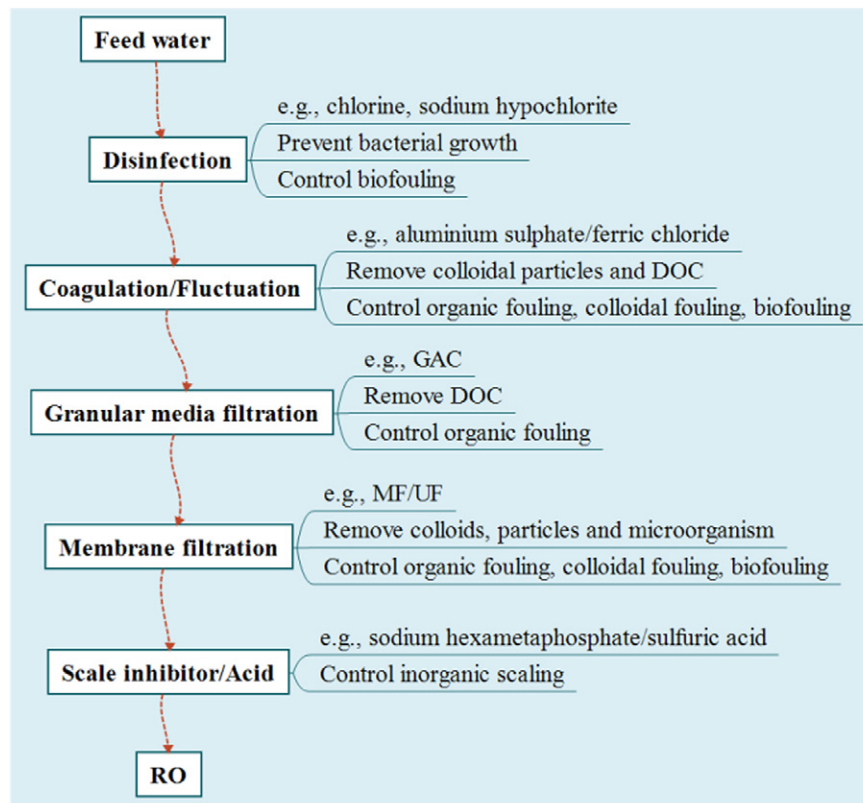 Feed water
e.g., chlorine, sodium hypochlorite
Prevent bacterial growth
Disinfection
Control biofouling
e.g., aluminium sulphate/ferric chloride
Remove colloidal particles and DOC
Coagulation/Fluctuation
Control organic fouling, colloidal fouling, biofouling
e.g., GAC
Remove DOC
Granular media filtration
Control organic fouling
e.g., MF/UF
Remove colloids, particles and microorganism
Membrane filtration
Control organic fouling, colloidal fouling, biofouling
e.g., sodium hexametaphosphate/sulfuric acid
Scale inhibitor/Acid
Control inorganic scaling
RO